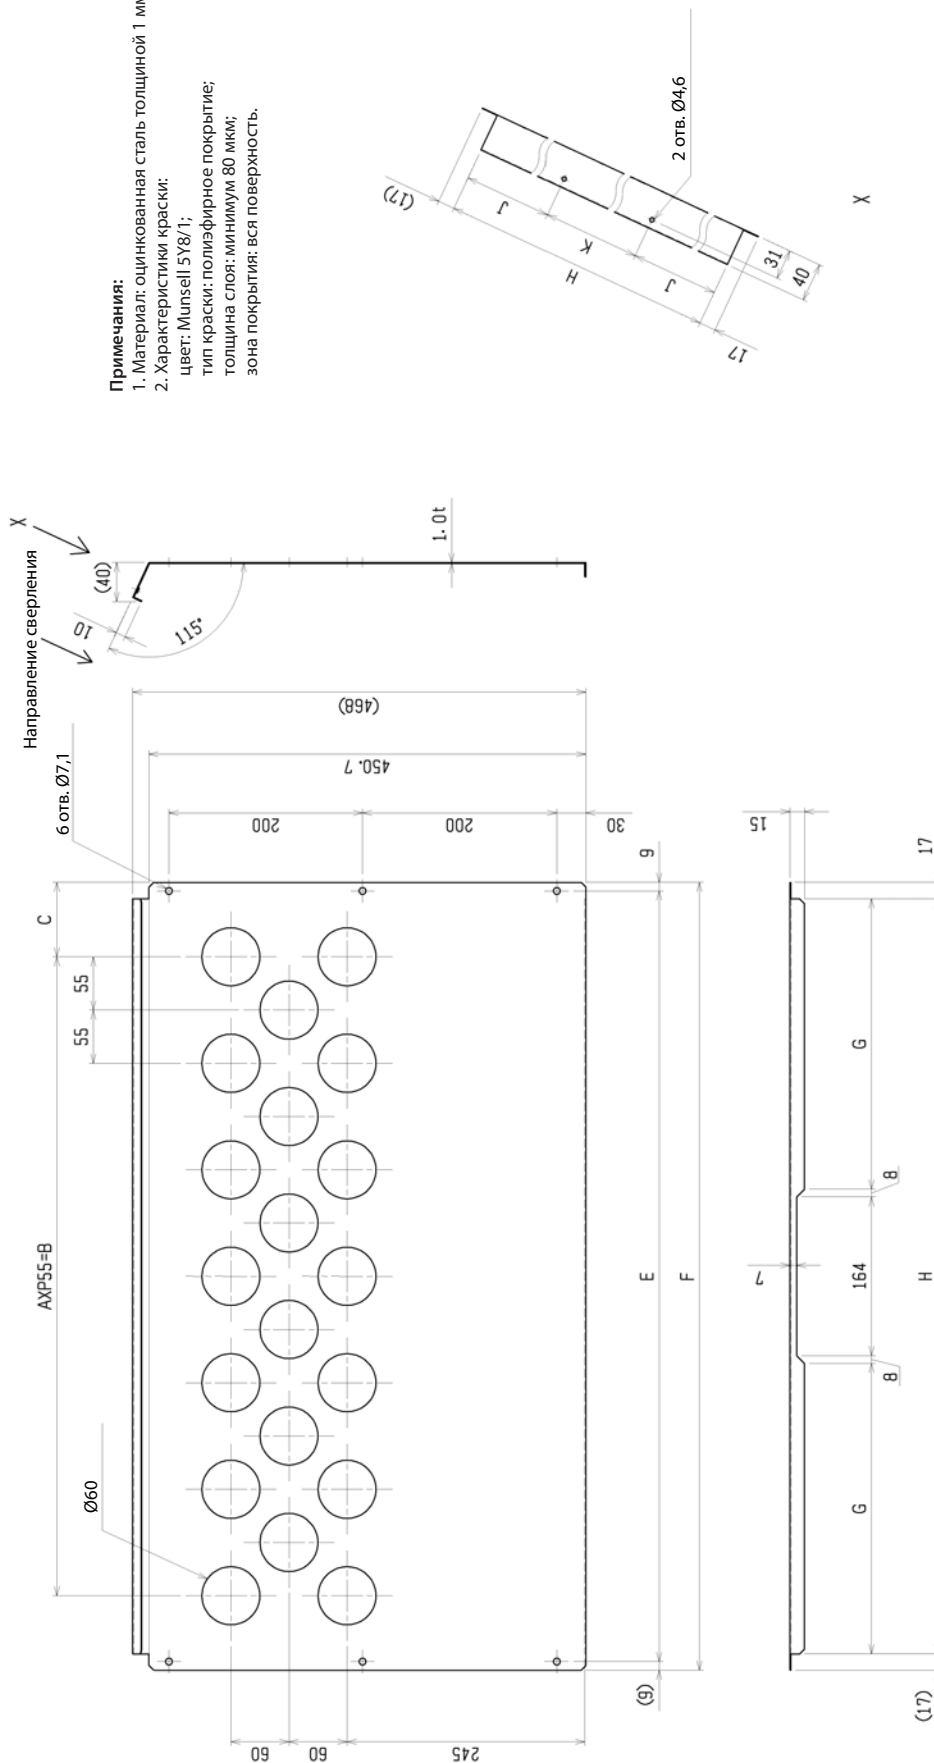 Примечания:
1. Материал: оцинкованная сталь толщиной 1 мм
2. Характеристики краски:
цвет: Munsell 5Y8/1;
тип краски: полиэфирное покрытие;
толщина слоя: минимум 80 мкм;
зона покрытия: вся поверхность.
(17)
J
K
J
H
17
2 отв. Ø4,6
31
40
X
X
Направление сверления
10
(40)
115°
1.0t
6 отв. Ø7,1
C
55
55
AXP55=B
Ø60
(468)
450.7
200
200
30
9
E
F
(9)
60
60
245
15
17
G
8
7
164
H
8
G
(17)